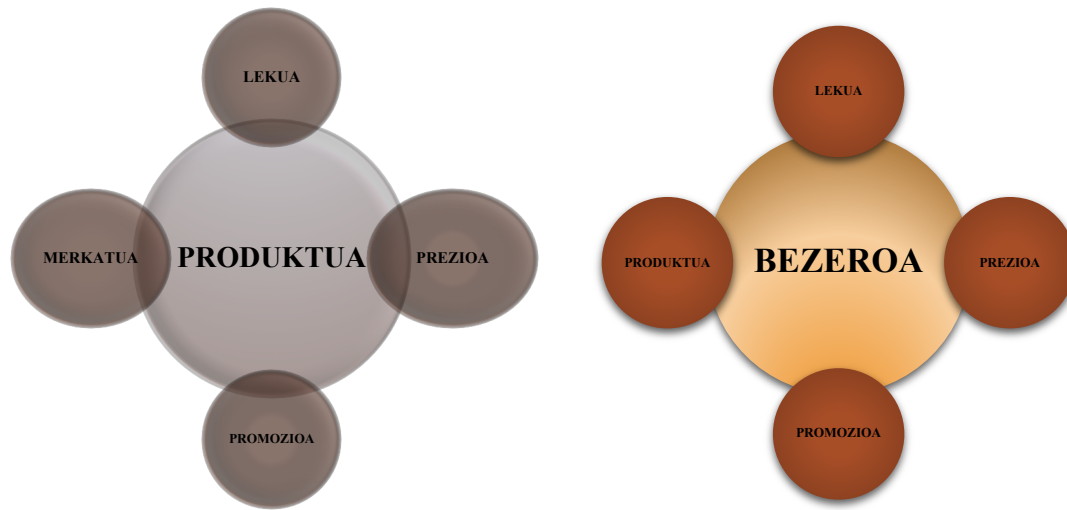 LEKUA
MERKATUA
PRODUKTUA
PREZIOA
PROMOZIOA
LEKUA
PRODUKTUA
BEZEROA
PREZIOA
PROMOZIOA